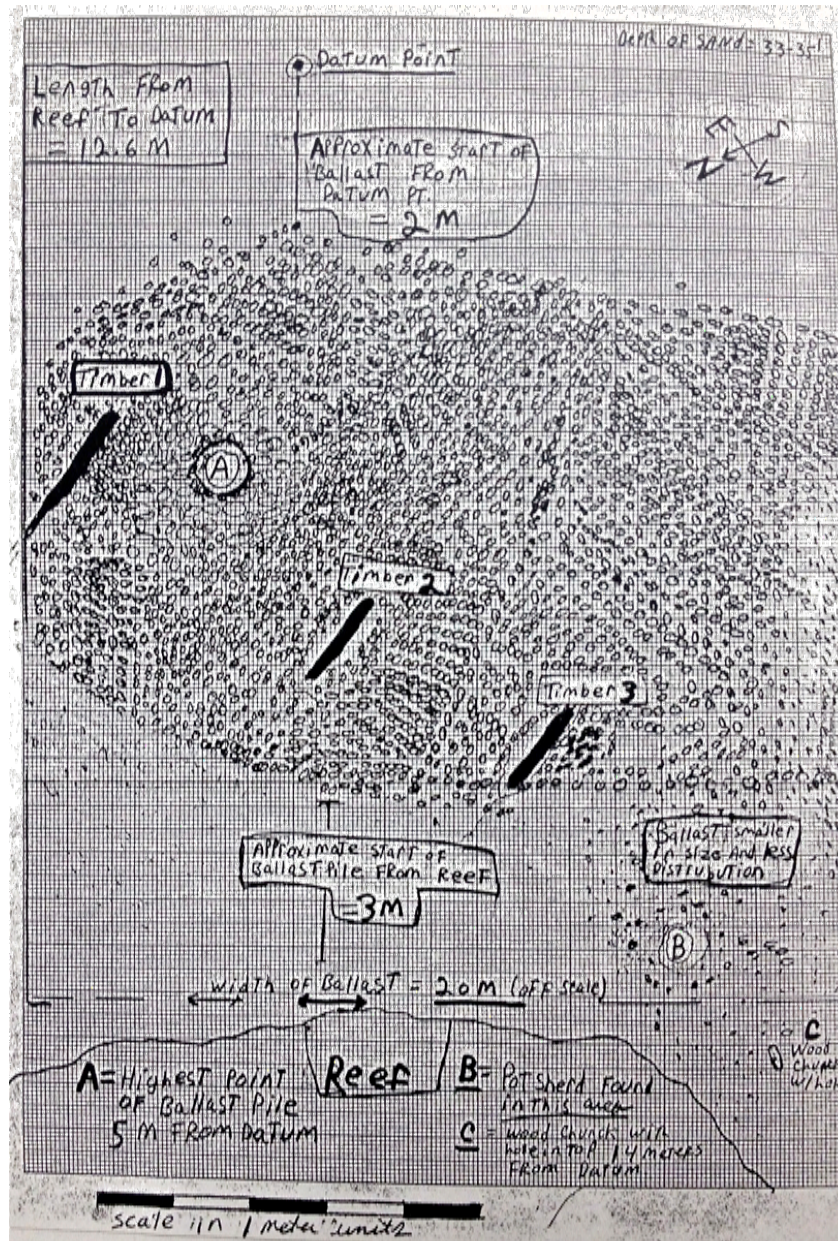 DEPTH OF SAND = 33-35'
DATUM POINT
LENGTH FROM
REEF TO DATUM
= 12.6 M
E S
N W
APPROXIMATE START OF
BALLAST FROM
DATUM PT.
= 2 M
Timber 1
A
Timber 2
Timber 3
APPROXIMATE START OF
BALLAST PILE FROM REEF
= 3M
BALLAST smaller
in size And less
DISTRIBUTION
B
width of Ballast = 20 M (off scale)
C
Wood
Chunk
Reef
A = Highest Point
OF BALLAST PILE
5 M FROM DATUM
B = POT sherd Found
in This area
C = wood Chunck with
hole in TOP 14 meters
FROM DATUM
scale in 1 meter units